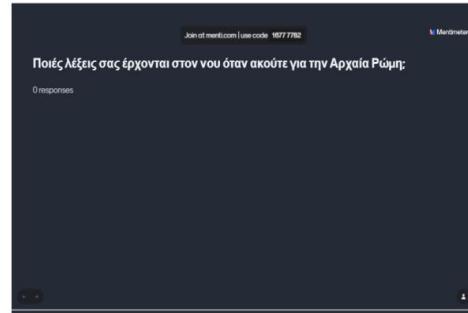 Join at menti.com | use code 1677 7762
Mentimeter
Ποιές λέξεις σας έρχονται στον νου όταν ακούτε για την Αρχαία Ρώμη;
0 responses